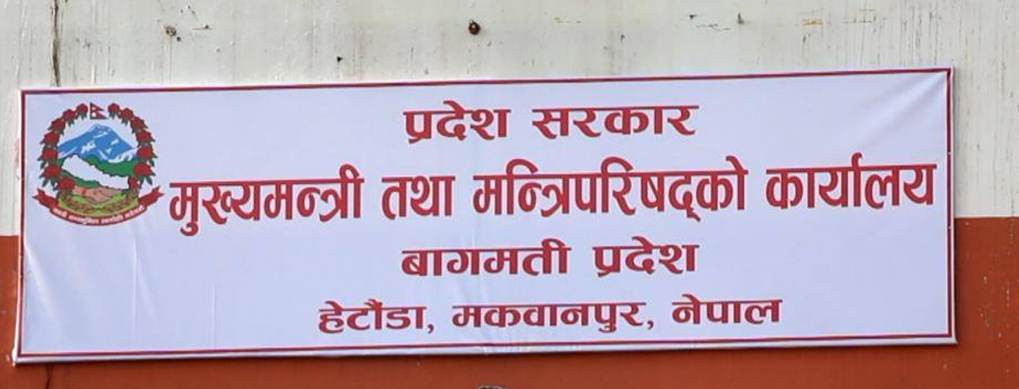 प्रदेश सरकार
मुख्यमन्त्री तथा मन्त्रिपरिषद्को कार्यालय
बागमती प्रदेश
हेटौंडा, मकवानपुर, नेपाल